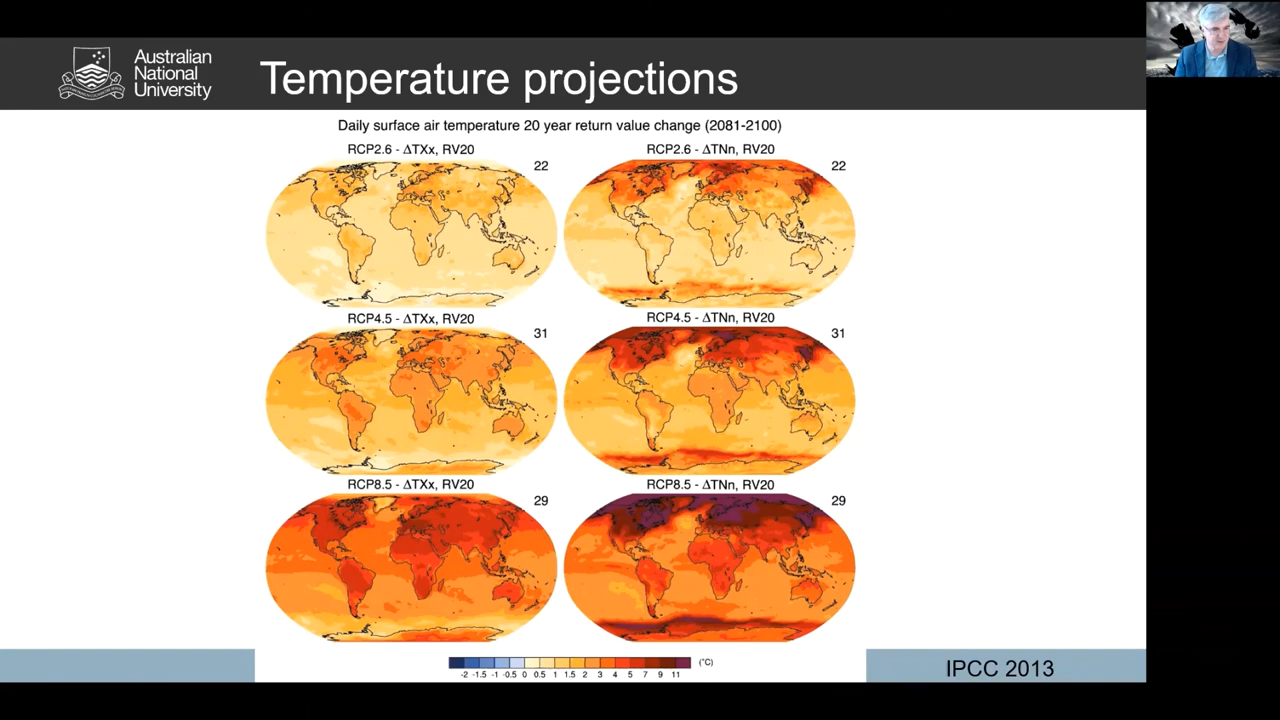 Australian
National
University
Temperature projections
Daily surface air temperature 20 year return value change (2081-2100)
RCP2.6 - ΔTXx, RV20
22
RCP2.6 - ΔTNn, RV20
22
RCP4.5 - ΔTXx, RV20
31
RCP4.5 - ΔTNn, RV20
31
RCP8.5 - ΔTXx, RV20
29
RCP8.5 - ΔTNn, RV20
29
(°C)
-2 -1.5 -1 -0.5 0 0.5 1 1.5 2 3 4 5 7 9 11
IPCC 2013